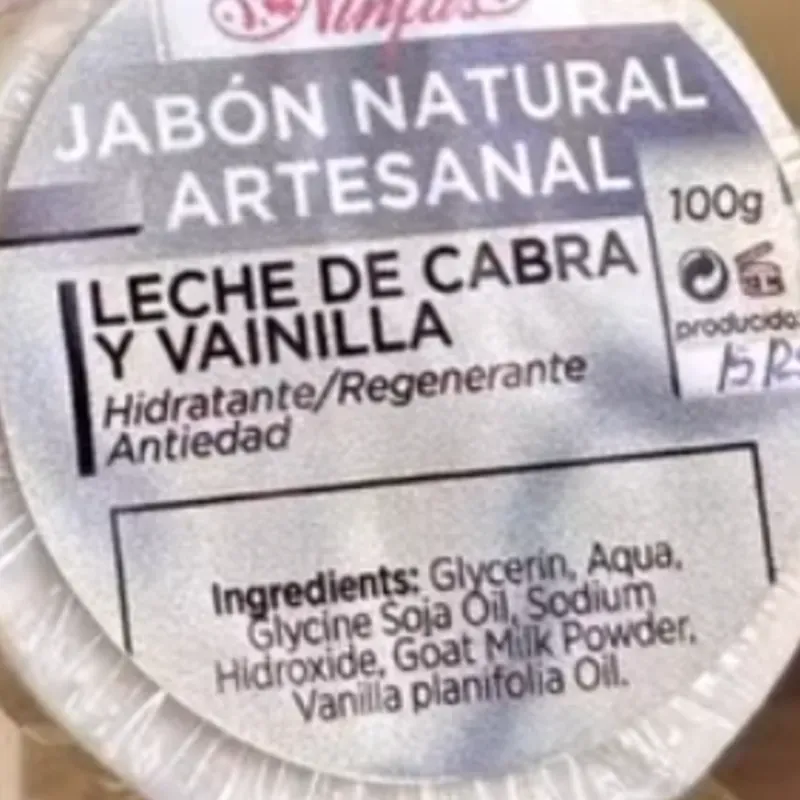 JABÓN NATURAL
ARTESANAL
100g
LECHE DE CABRA
Y VAINILLA
Hidratante/Regenerante
Antiedad
producido:
Ingredients: Glycerin, Aqua,
Glycine Soja Oil, Sodium
Hidroxide, Goat Milk Powder,
Vanilla planifolia Oil.